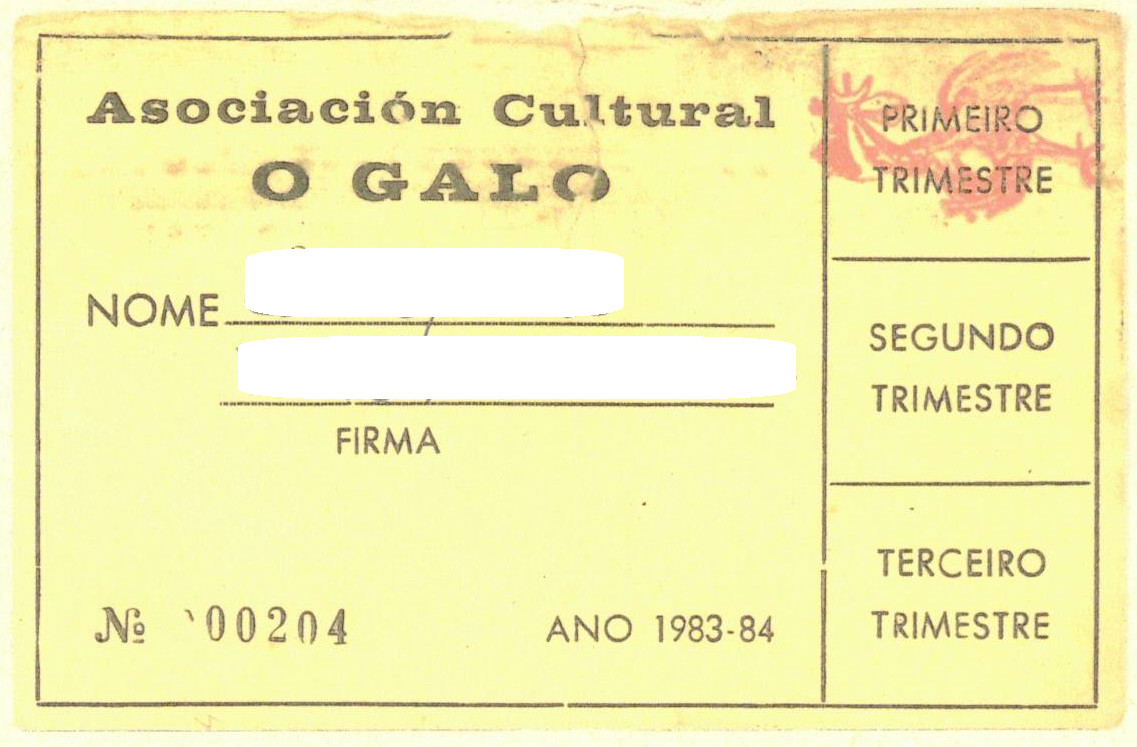 Asociación Cultural
O GALO
NOME
FIRMA
№ 00204
ANO 1983-84
PRIMEIRO
TRIMESTRE
SEGUNDO
TRIMESTRE
TERCEIRO
TRIMESTRE